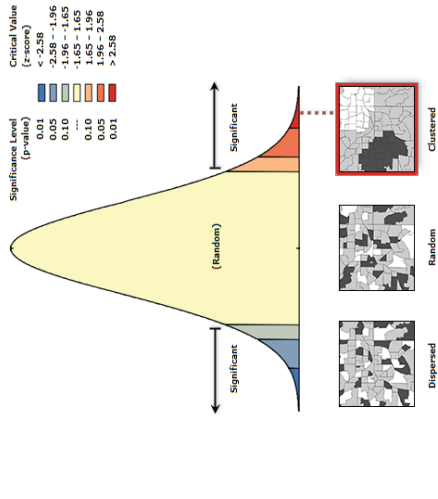 Significance Level Critical Value
(p-value) (z-score)
0.01 < -2.58
0.05 -2.58 – -1.96
0.10 -1.96 – -1.65
--- -1.65 – 1.65
0.10 1.65 – 1.96
0.05 1.96 – 2.58
0.01 > 2.58
(Random)
Significant Significant
Dispersed Random Clustered